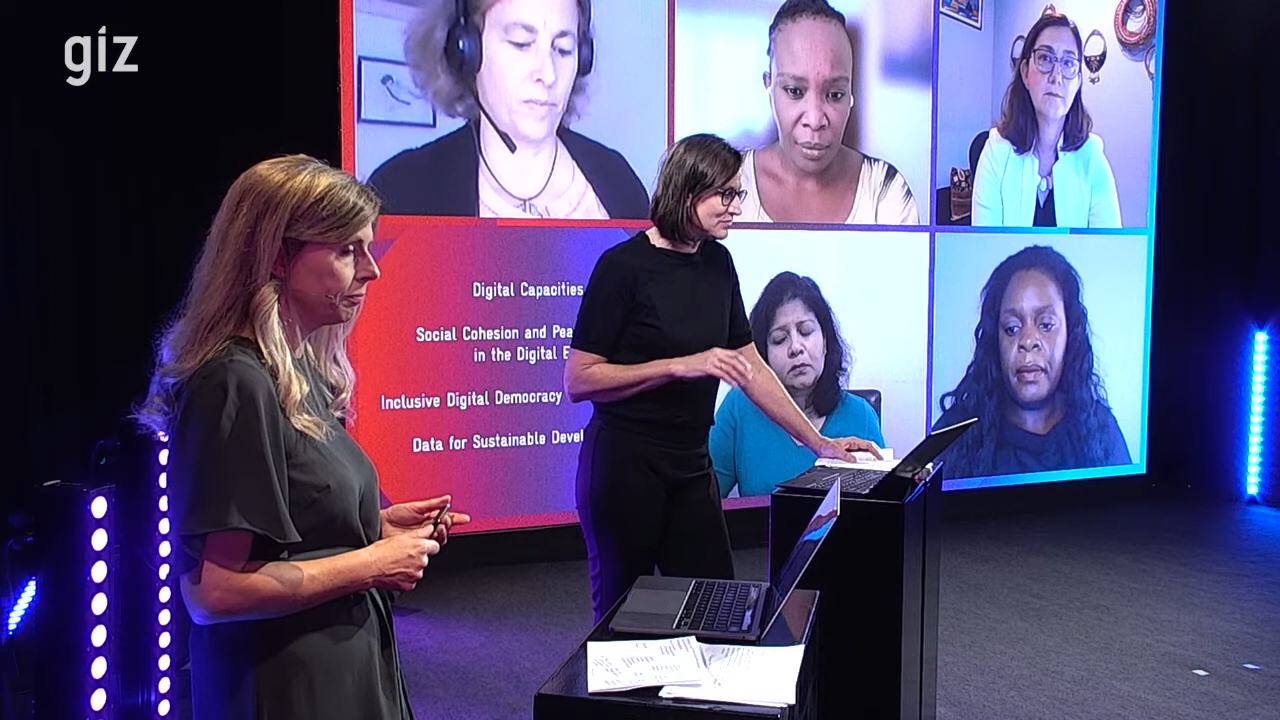 giz
Digital Capacities
Social Cohesion and Pea
in the Digital E
Inclusive Digital Democracy
Data for Sustainable Devel